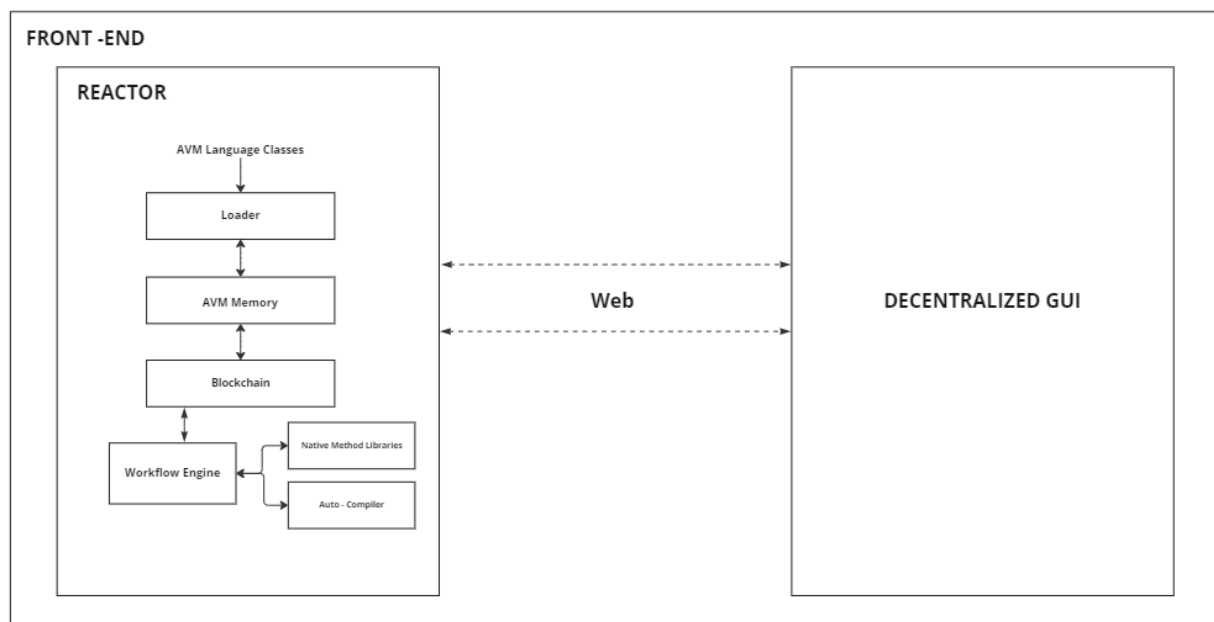 FRONT -END
REACTOR
AVM Language Classes
Loader
AVM Memory
Blockchain
Workflow Engine
Native Method Libraries
Auto - Compiler
Web
DECENTRALIZED GUI